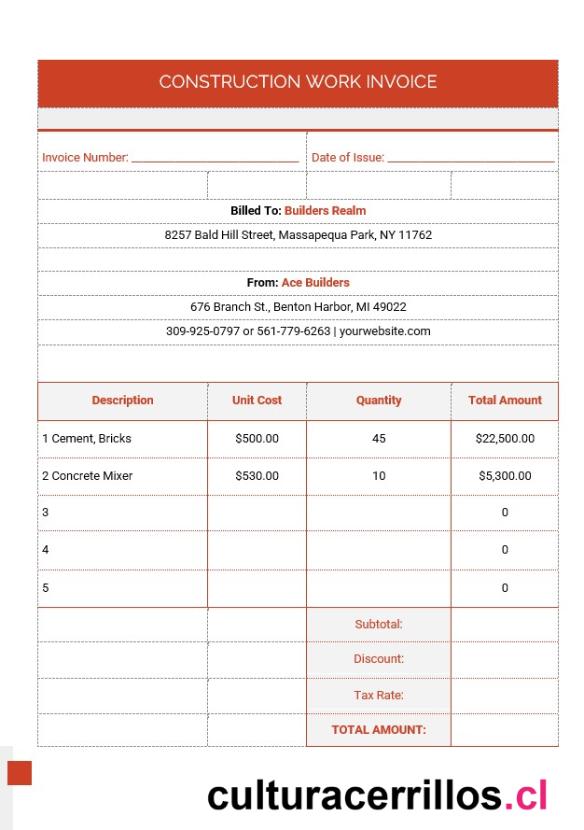 CONSTRUCTION WORK INVOICE
Invoice Number: Date of Issue:
Billed To: Builders Realm
8257 Bald Hill Street, Massapequa Park, NY 11762
From: Ace Builders
676 Branch St., Benton Harbor, MI 49022
309-925-0797 or 561-779-6263 | yourwebsite.com
Description Unit Cost Quantity Total Amount
1 Cement, Bricks $500.00 45 $22,500.00
2 Concrete Mixer $530.00 10 $5,300.00
3 0
4 0
5 0
Subtotal:
Discount:
Tax Rate:
TOTAL AMOUNT:
culturacerrillos.cl